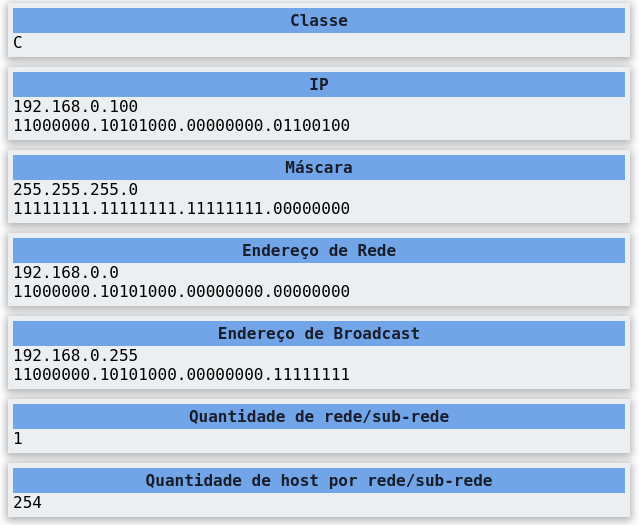 Classe
C
IP
192.168.0.100
11000000.10101000.00000000.01100100
Máscara
255.255.255.0
11111111.11111111.11111111.00000000
Endereço de Rede
192.168.0.0
11000000.10101000.00000000.00000000
Endereço de Broadcast
192.168.0.255
11000000.10101000.00000000.11111111
Quantidade de rede/sub-rede
1
Quantidade de host por rede/sub-rede
254